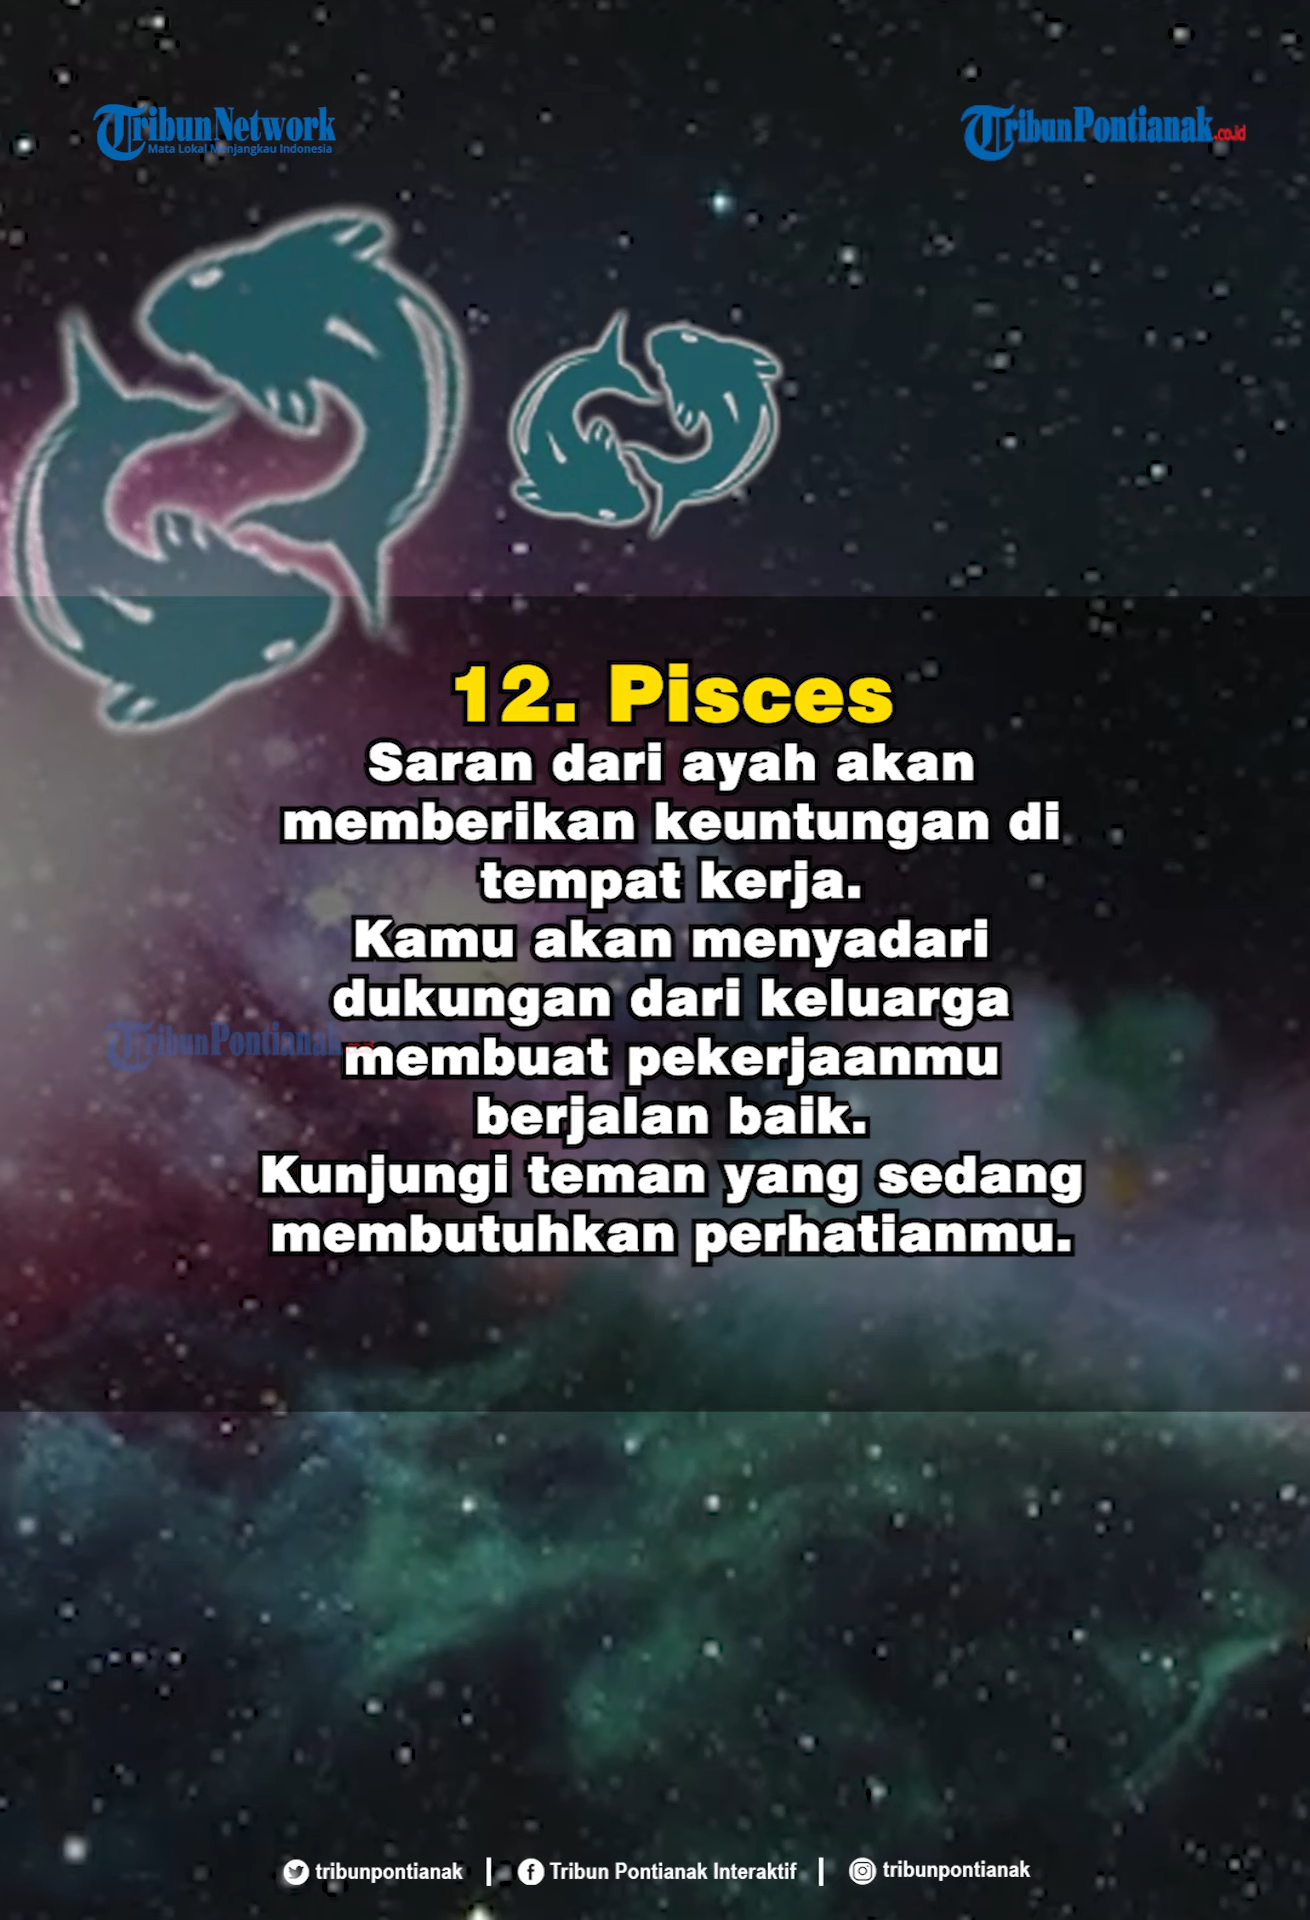 TribunNetwork
Mata Lokal Menjangkau Indonesia
TribunPontianak.co.id
12. Pisces
Saran dari ayah akan
memberikan keuntungan di
tempat kerja.
Kamu akan menyadari
dukungan dari keluarga
TribunPontianak
membuat pekerjaanmu
berjalan baik.
Kunjungi teman yang sedang
membutuhkan perhatianmu.
tribunpontianak | Tribun Pontianak Interaktif | tribunpontianak